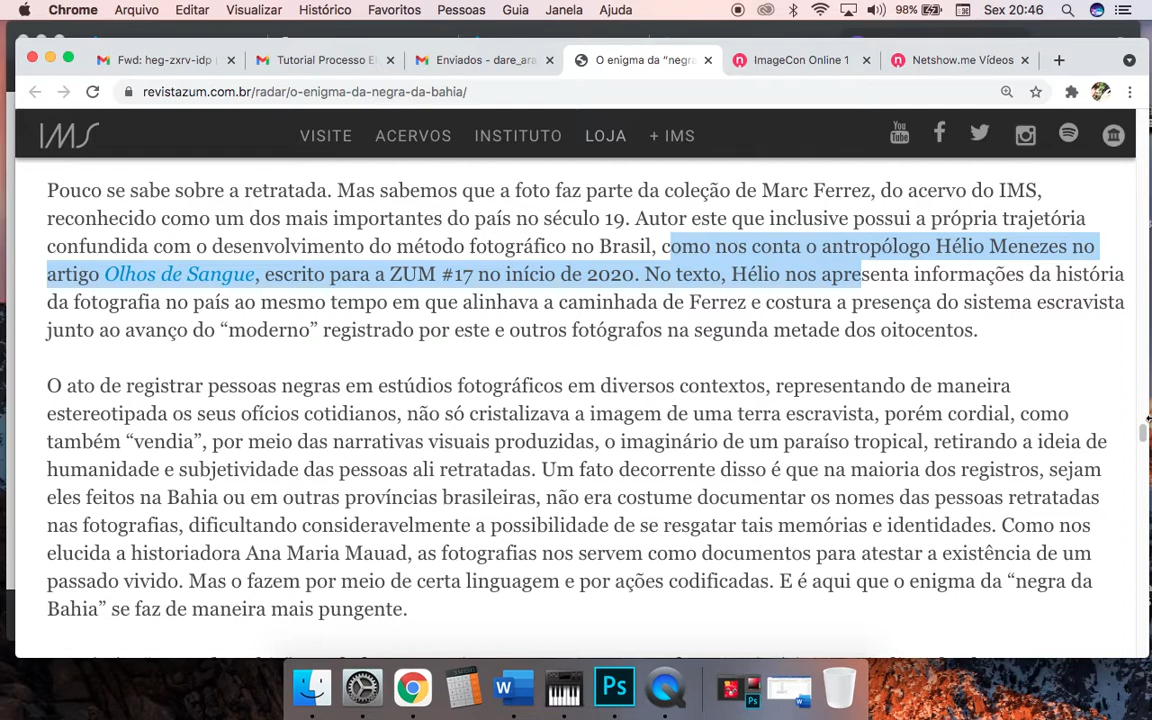 Chrome Arquivo Editar Visualizar Histórico Favoritos Pessoas Guia Janela Ajuda 98% Sex 20:46
Fwd: heg-zxrv-idp
Tutorial Processo El
Enviados - dare_ara
O enigma da “negra
ImageCon Online 1
Netshow.me Vídeos
revistazum.com.br/radar/o-enigma-da-negra-da-bahia/
IMS VISITE ACERVOS INSTITUTO LOJA + IMS You Tube
Pouco se sabe sobre a retratada. Mas sabemos que a foto faz parte da coleção de Marc Ferrez, do acervo do IMS,
reconhecido como um dos mais importantes do país no século 19. Autor este que inclusive possui a própria trajetória
confundida com o desenvolvimento do método fotográfico no Brasil, como nos conta o antropólogo Hélio Menezes no
artigo Olhos de Sangue, escrito para a ZUM #17 no início de 2020. No texto, Hélio nos apresenta informações da história
da fotografia no país ao mesmo tempo em que alinhava a caminhada de Ferrez e costura a presença do sistema escravista
junto ao avanço do “moderno” registrado por este e outros fotógrafos na segunda metade dos oitocentos.
O ato de registrar pessoas negras em estúdios fotográficos em diversos contextos, representando de maneira
estereotipada os seus ofícios cotidianos, não só cristalizava a imagem de uma terra escravista, porém cordial, como
também “vendia”, por meio das narrativas visuais produzidas, o imaginário de um paraíso tropical, retirando a ideia de
humanidade e subjetividade das pessoas ali retratadas. Um fato decorrente disso é que na maioria dos registros, sejam
eles feitos na Bahia ou em outras províncias brasileiras, não era costume documentar os nomes das pessoas retratadas
nas fotografias, dificultando consideravelmente a possibilidade de se resgatar tais memórias e identidades. Como nos
elucida a historiadora Ana Maria Mauad, as fotografias nos servem como documentos para atestar a existência de um
passado vivido. Mas o fazem por meio de certa linguagem e por ações codificadas. E é aqui que o enigma da “negra da
Bahia” se faz de maneira mais pungente.
W Ps